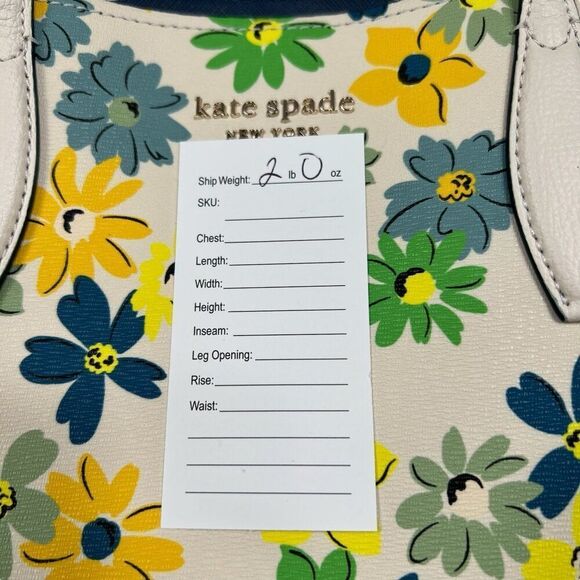 kate spade
NEW YORK
Ship Weight: 2 lb 0 oz
SKU:
Chest:
Length:
Width:
Height:
Inseam:
Leg Opening:
Rise:
Waist: